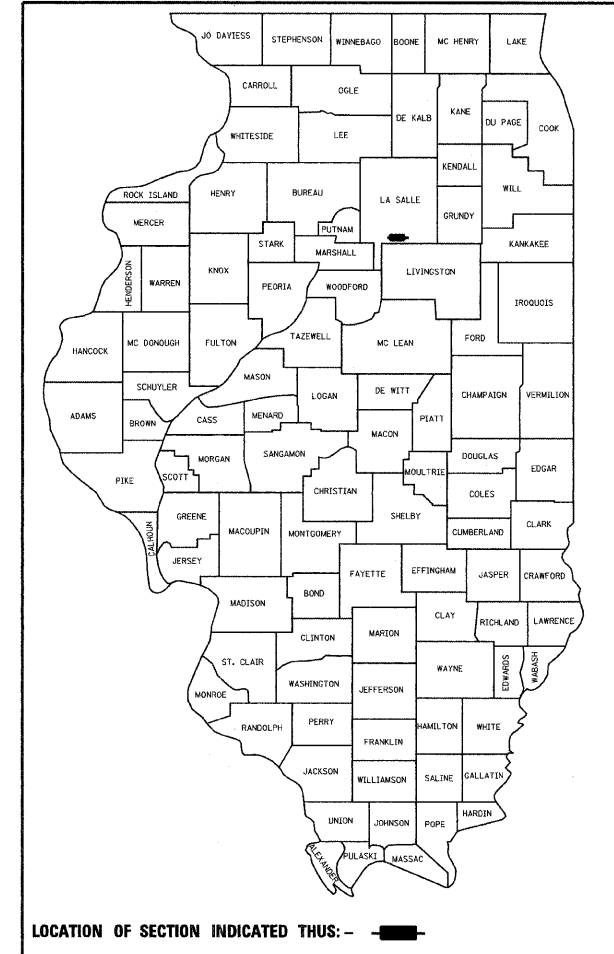 JO DAVIESS STEPHENSON WINNEBAGO BOONE MC HENRY LAKE
CARROLL OGLE DE KALB KANE DU PAGE COOK
WHITESIDE LEE KENDALL WILL
ROCK ISLAND HENRY BUREAU LA SALLE GRUNDY
MERCER PUTNAM KANKAKEE
STARK MARSHALL
HENDERSON WARREN KNOX PEORIA WOODFORD LIVINGSTON IROQUOIS
HANCOCK MC DONOUGH FULTON TAZEWELL MC LEAN FORD
SCHUYLER MASON LOGAN DE WITT CHAMPAIGN VERMILION
ADAMS BROWN CASS MENARD PIATT
MACON
PIKE SCOTT MORGAN SANGAMON MOULTRIE DOUGLAS EDGAR
CHRISTIAN COLES
CALHOUN GREENE MACOUPIN MONTGOMERY SHELBY CUMBERLAND CLARK
JERSEY FAYETTE EFFINGHAM JASPER CRAWFORD
MADISON BOND CLAY RICHLAND LAWRENCE
CLINTON MARION
ST. CLAIR WAYNE EDWARDS WABASH
WASHINGTON JEFFERSON
MONROE
RANDOLPH PERRY HAMILTON WHITE
FRANKLIN
JACKSON WILLIAMSON SALINE GALLATIN
UNION JOHNSON POPE HARDIN
ALEXANDER PULASKI MASSAC
LOCATION OF SECTION INDICATED THUS: -